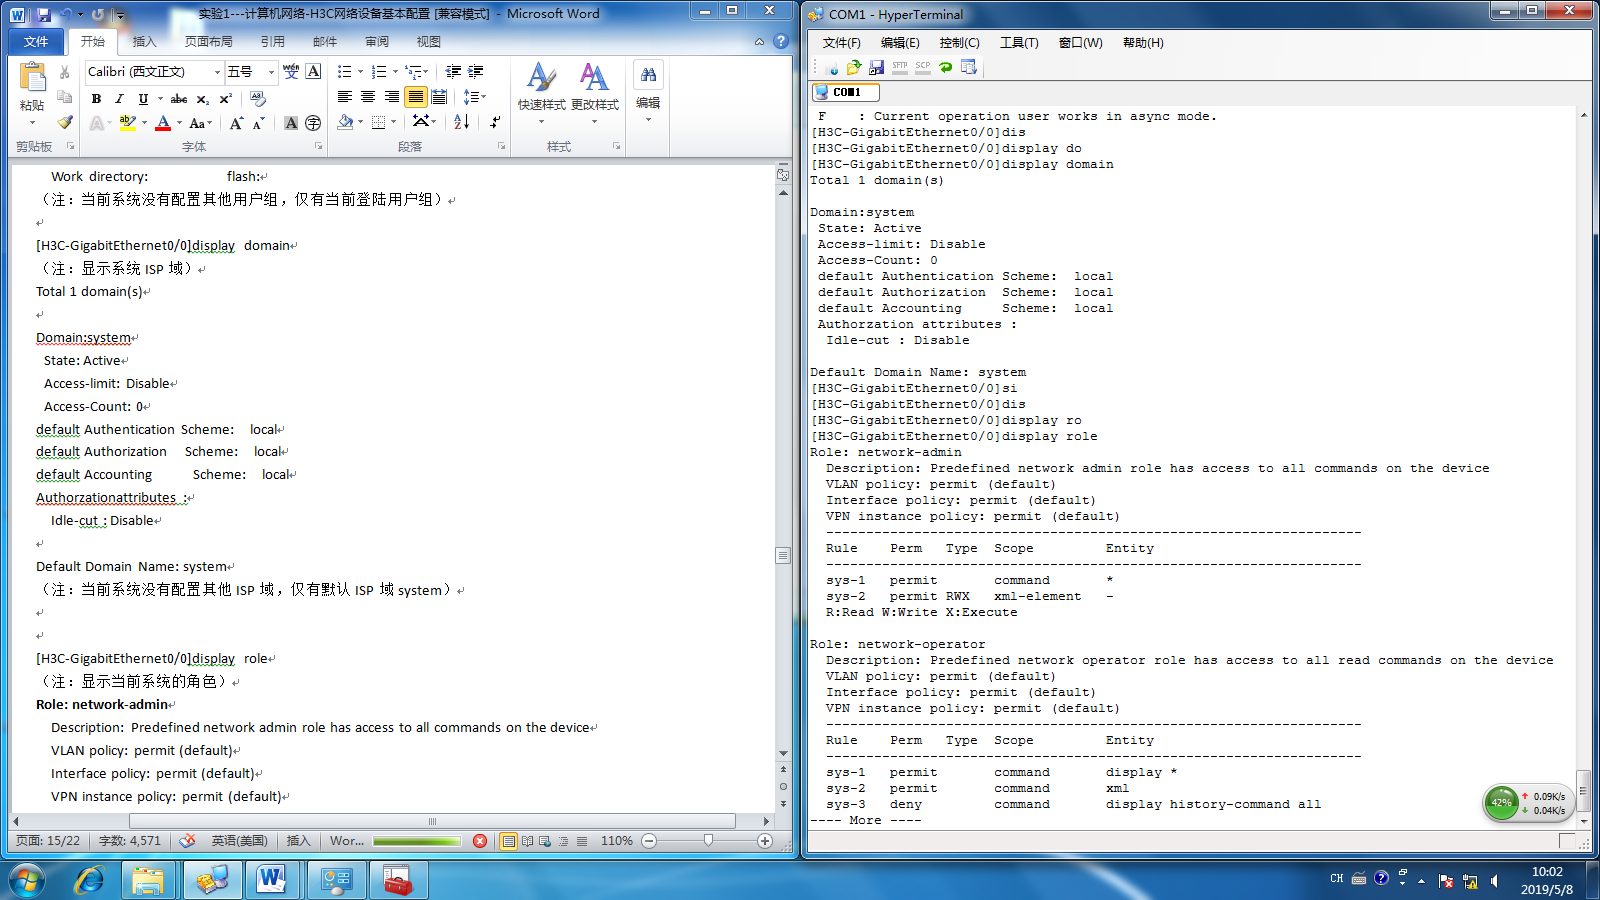 实验1---计算机网络-H3C网络设备基本配置 [兼容模式] - Microsoft Word
文件 开始 插入 页面布局 引用 邮件 审阅 视图
Calibri (西文正文) 五号
粘贴 快速样式 更改样式 编辑
剪贴板 字体 段落 样式
Work directory: flash:
（注：当前系统没有配置其他用户组，仅有当前登陆用户组）
[H3C-GigabitEthernet0/0]display domain
（注：显示系统 ISP 域）
Total 1 domain(s)
Domain:system
State: Active
Access-limit: Disable
Access-Count: 0
default Authentication Scheme: local
default Authorization Scheme: local
default Accounting Scheme: local
Authorzationattributes :
Idle-cut : Disable
Default Domain Name: system
（注：当前系统没有配置其他 ISP 域，仅有默认 ISP 域 system）
[H3C-GigabitEthernet0/0]display role
（注：显示当前系统的角色）
Role: network-admin
Description: Predefined network admin role has access to all commands on the device
VLAN policy: permit (default)
Interface policy: permit (default)
VPN instance policy: permit (default)
页面: 15/22 字数: 4,571 英语(美国) 插入 Wor... 110%
COM1 - HyperTerminal
文件(F) 编辑(E) 控制(C) 工具(T) 窗口(W) 帮助(H)
SFTP SCP
COM1
F : Current operation user works in async mode.
[H3C-GigabitEthernet0/0]dis
[H3C-GigabitEthernet0/0]display do
[H3C-GigabitEthernet0/0]display domain
Total 1 domain(s)
Domain:system
State: Active
Access-limit: Disable
Access-Count: 0
default Authentication Scheme: local
default Authorization Scheme: local
default Accounting Scheme: local
Authorzation attributes :
Idle-cut : Disable
Default Domain Name: system
[H3C-GigabitEthernet0/0]si
[H3C-GigabitEthernet0/0]dis
[H3C-GigabitEthernet0/0]display ro
[H3C-GigabitEthernet0/0]display role
Role: network-admin
Description: Predefined network admin role has access to all commands on the device
VLAN policy: permit (default)
Interface policy: permit (default)
VPN instance policy: permit (default)
-------------------------------------------------------------------
Rule Perm Type Scope Entity
-------------------------------------------------------------------
sys-1 permit command *
sys-2 permit RWX xml-element -
R:Read W:Write X:Execute
Role: network-operator
Description: Predefined network operator role has access to all read commands on the device
VLAN policy: permit (default)
Interface policy: permit (default)
VPN instance policy: permit (default)
-------------------------------------------------------------------
Rule Perm Type Scope Entity
-------------------------------------------------------------------
sys-1 permit command display *
sys-2 permit command xml
sys-3 deny command display history-command all
---- More ----
42% 0.09K/s
0.04K/s
CH 10:02
2019/5/8